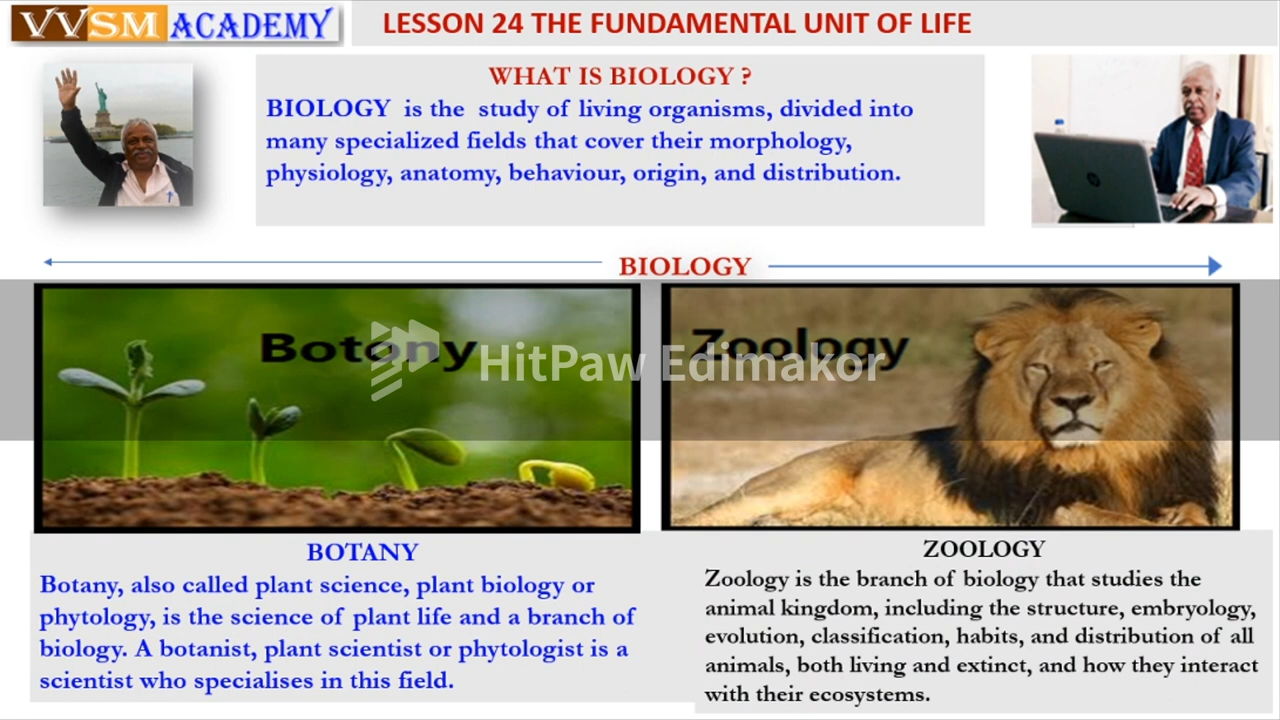 VVSM ACADEMY
LESSON 24 THE FUNDAMENTAL UNIT OF LIFE
WHAT IS BIOLOGY ?
BIOLOGY is the study of living organisms, divided into
many specialized fields that cover their morphology,
physiology, anatomy, behaviour, origin, and distribution.
BIOLOGY
Botony
Zoology
HitPaw Edimakor
BOTANY
Botany, also called plant science, plant biology or
phytology, is the science of plant life and a branch of
biology. A botanist, plant scientist or phytologist is a
scientist who specialises in this field.
ZOOLOGY
Zoology is the branch of biology that studies the
animal kingdom, including the structure, embryology,
evolution, classification, habits, and distribution of all
animals, both living and extinct, and how they interact
with their ecosystems.